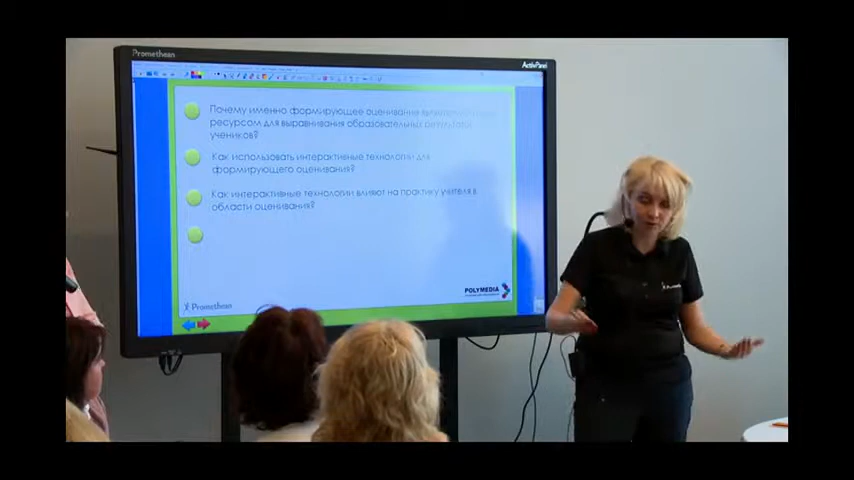 Promethean
ActivPanel
Почему именно формирующее оценивание
ресурсом для выравнивания образовательных результатов
учеников?
Как использовать интерактивные технологии для
формирующего оценивания?
Как интерактивные технологии влияют на практику учителя в
области оценивания?
Promethean
POLYMEDIA